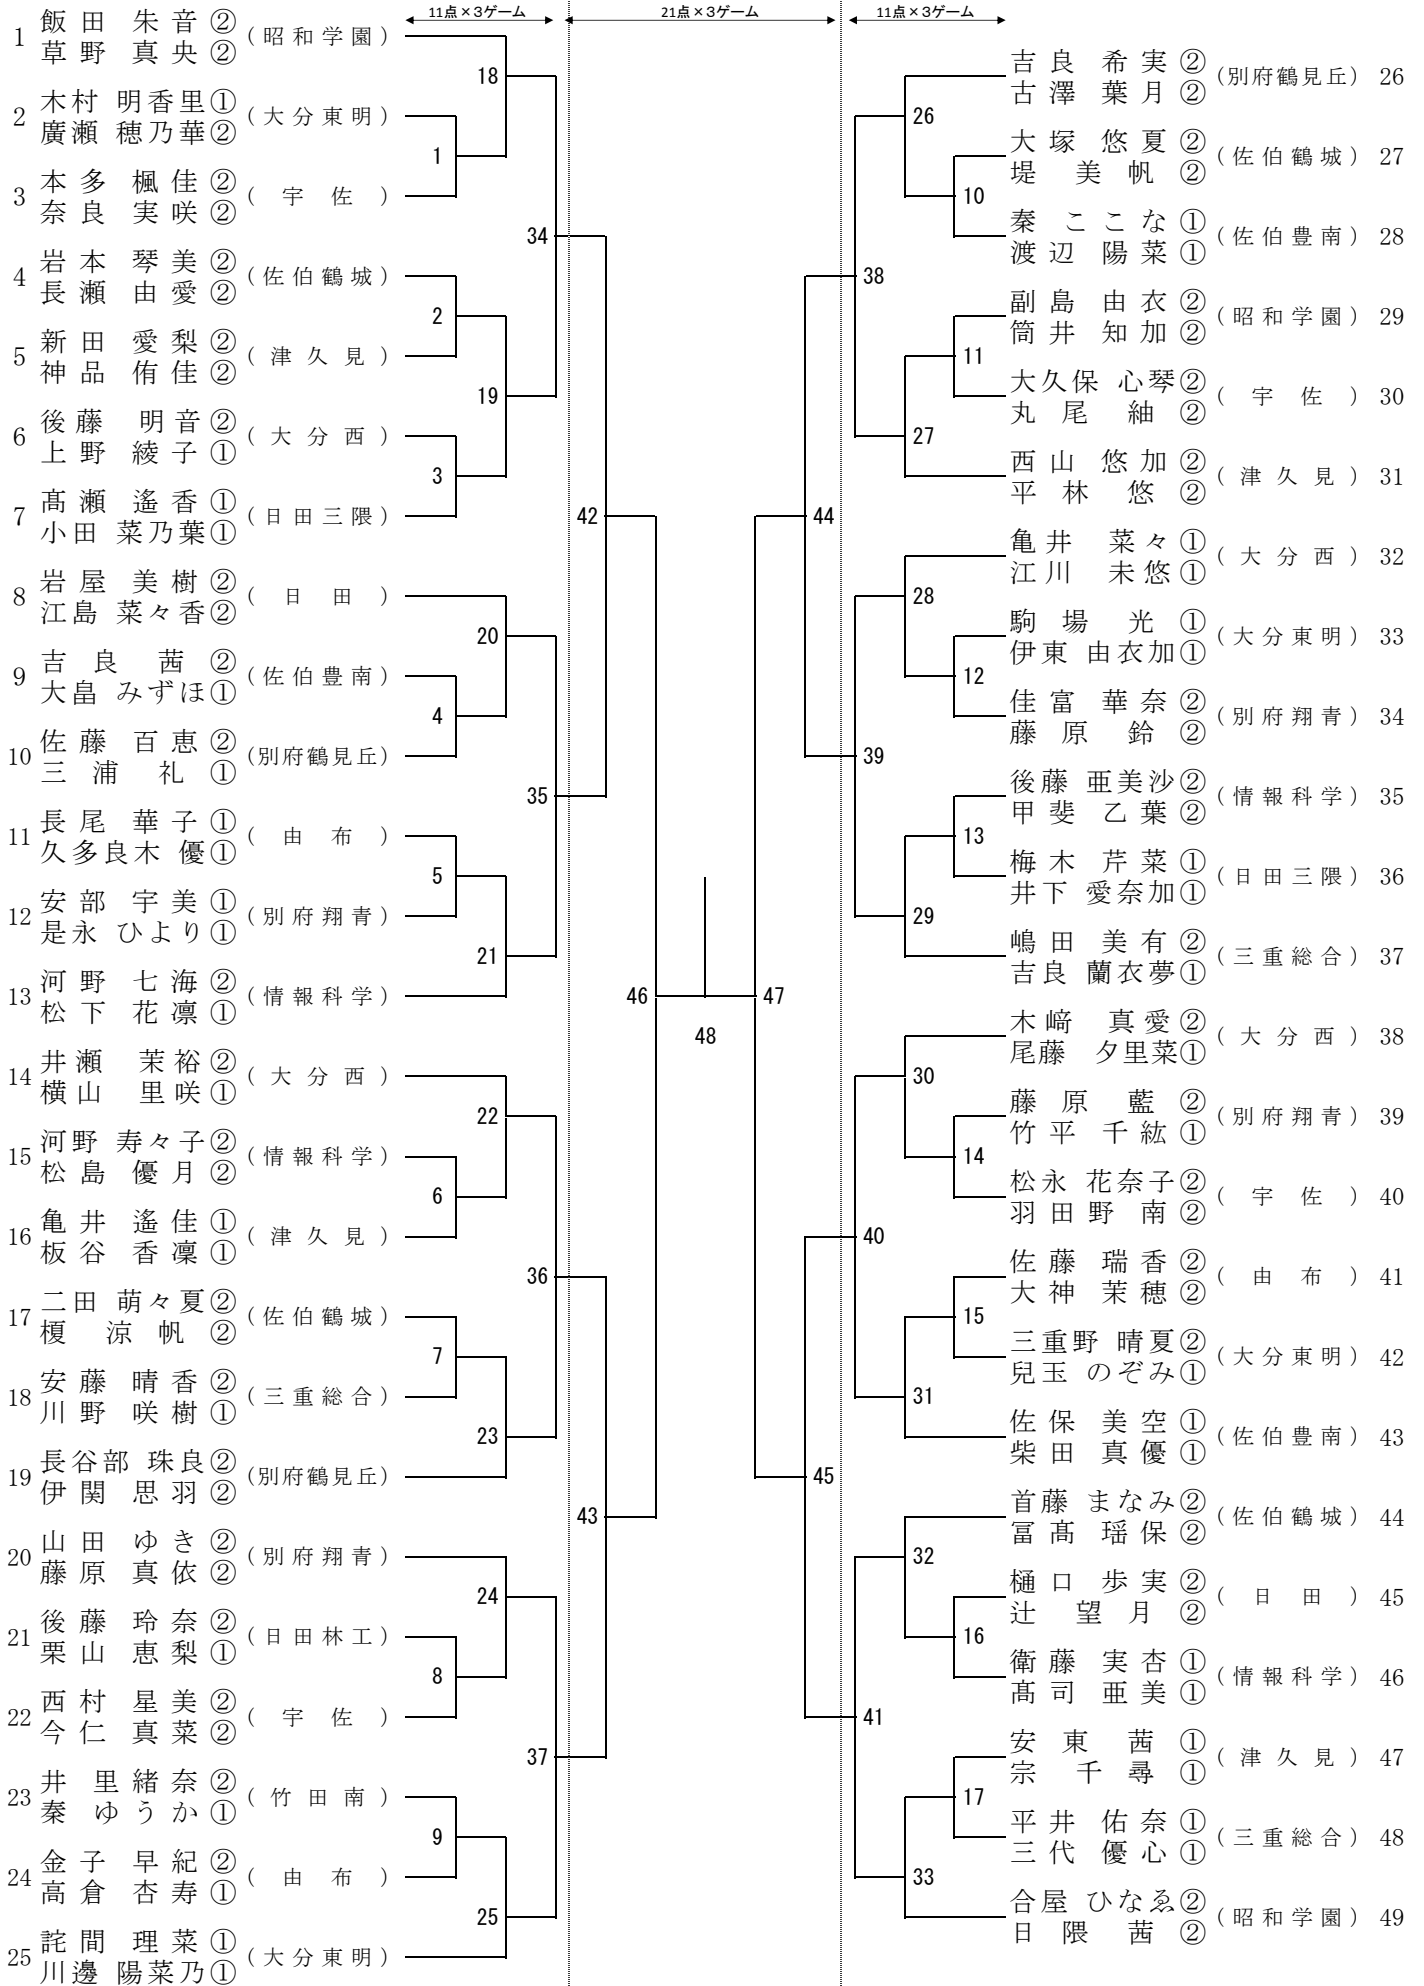 11点×3ゲーム 21点×3ゲーム 11点×3ゲーム
1 飯田 朱音② 草野 真央② (昭和学園)
2 木村 明香里① 廣瀬 穂乃華② (大分東明)
3 本多 楓佳② 奈良 実咲② (宇佐)
4 岩本 琴美② 長瀬 由愛② (佐伯鶴城)
5 新田 愛梨② 神品 侑佳② (津久見)
6 後藤 明音② 上野 綾子① (大分西)
7 髙瀬 遙香① 小田 菜乃葉① (日田三隈)
8 岩屋 美樹② 江島 菜々香② (日田)
9 吉良 茜② 大畠 みずほ① (佐伯豊南)
10 佐藤 百恵② 三浦 礼① (別府鶴見丘)
11 長尾 華子① 久多良木 優① (由布)
12 安部 宇美① 是永 ひより① (別府翔青)
13 河野 七海② 松下 花凛① (情報科学)
14 井瀬 茉裕② 横山 里咲① (大分西)
15 河野 寿々子② 松島 優月② (情報科学)
16 亀井 遙佳① 板谷 香凜① (津久見)
17 二田 萌々夏② 榎 涼帆② (佐伯鶴城)
18 安藤 晴香② 川野 咲樹① (三重総合)
19 長谷部 珠良② 伊関 思羽② (別府鶴見丘)
20 山田 ゆき② 藤原 真依② (別府翔青)
21 後藤 玲奈② 栗山 恵梨① (日田林工)
22 西村 星美② 今仁 真菜② (宇佐)
23 井 里緒奈② 秦 ゆうか① (竹田南)
24 金子 早紀② 高倉 杏寿① (由布)
25 詫間 理菜① 川邊 陽菜乃① (大分東明)
18
1
34
2
19
3
42
20
4
35
5
21
46
22
6
36
7
23
43
24
8
37
9
25
48
47
26
10
38
11
27
44
28
12
39
13
29
30
14
40
15
31
45
32
16
41
17
33
吉良 希実② 古澤 葉月② (別府鶴見丘) 26
大塚 悠夏② 堤 美帆② (佐伯鶴城) 27
秦 ここな① 渡辺 陽菜① (佐伯豊南) 28
副島 由衣② 筒井 知加② (昭和学園) 29
大久保 心琴② 丸尾 紬② (宇佐) 30
西山 悠加② 平林 悠② (津久見) 31
亀井 菜々① 江川 未悠① (大分西) 32
駒場 光① 伊東 由衣加① (大分東明) 33
佳富 華奈② 藤原 鈴② (別府翔青) 34
後藤 亜美沙② 甲斐 乙葉② (情報科学) 35
梅木 芹菜① 井下 愛奈加① (日田三隈) 36
嶋田 美有② 吉良 蘭衣夢① (三重総合) 37
木﨑 真愛② 尾藤 夕里菜① (大分西) 38
藤原 藍② 竹平 千紘① (別府翔青) 39
松永 花奈子② 羽田野 南② (宇佐) 40
佐藤 瑞香② 大神 茉穂② (由布) 41
三重野 晴夏② 兒玉 のぞみ① (大分東明) 42
佐保 美空① 柴田 真優① (佐伯豊南) 43
首藤 まなみ② 冨髙 瑶保② (佐伯鶴城) 44
樋口 歩実② 辻 望月② (日田) 45
衛藤 実杏① 髙司 亜美① (情報科学) 46
安東 茜① 宗 千尋① (津久見) 47
平井 佑奈① 三代 優心① (三重総合) 48
合屋 ひなゑ② 日隈 茜② (昭和学園) 49